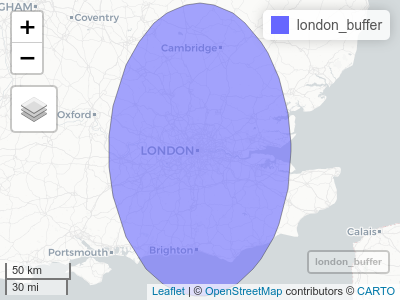 GHAM
Coventry
+
london_buffer
Cambridge
−
Oxford
LONDON
Calais
Portsmouth
Brighton
london_buffer
50 km
30 mi
Leaflet | © OpenStreetMap contributors © CARTO